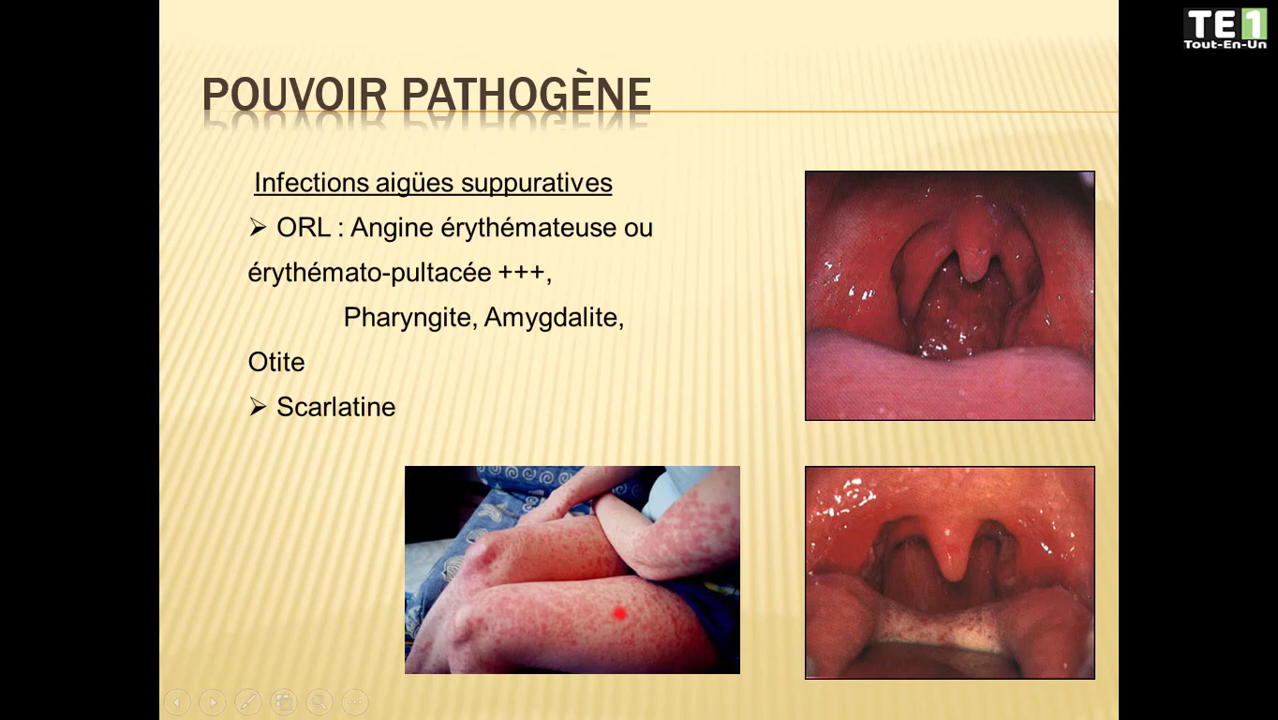 TE1
Tout-En-Un
POUVOIR PATHOGÈNE
Infections aigües suppuratives
➢ ORL : Angine érythémateuse ou
érythémato-pultacée +++,
Pharyngite, Amygdalite,
Otite
➢ Scarlatine